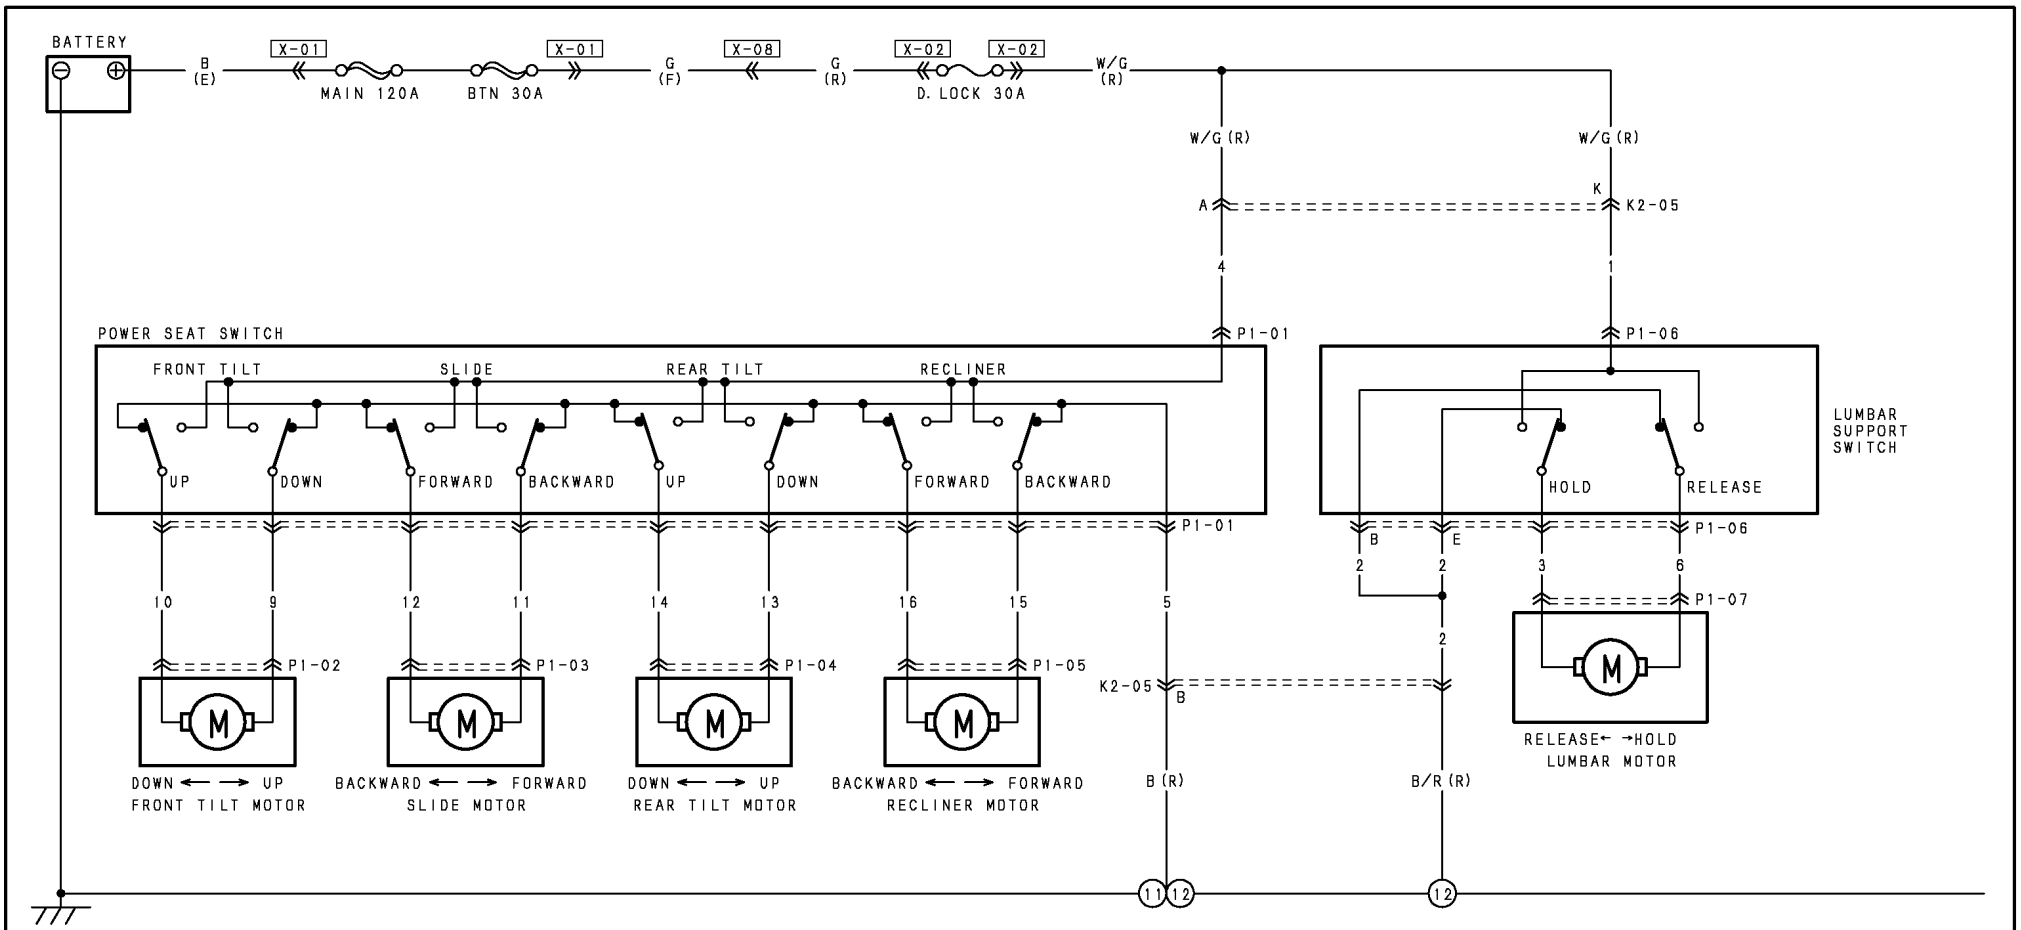 BATTERY
B
(E)
X-01
MAIN 120A
BTN 30A
X-01
G
(F)
X-08
G
(R)
X-02
D. LOCK 30A
X-02
W/G
(R)
W/G (R)
W/G (R)
A
K
K2-05
4
1
POWER SEAT SWITCH
P1-01
P1-06
FRONT TILT
SLIDE
REAR TILT
RECLINER
LUMBAR
SUPPORT
SWITCH
UP
DOWN
FORWARD
BACKWARD
UP
DOWN
FORWARD
BACKWARD
HOLD
RELEASE
P1-01
B
E
P1-06
2
2
3
6
10
9
12
11
14
13
16
15
5
P1-07
2
M
P1-02
P1-03
P1-04
P1-05
K2-05
B
M
M
M
M
RELEASE← →HOLD
LUMBAR MOTOR
DOWN ← → UP
FRONT TILT MOTOR
BACKWARD ← → FORWARD
SLIDE MOTOR
DOWN ← → UP
REAR TILT MOTOR
BACKWARD ← → FORWARD
RECLINER MOTOR
B (R)
B/R (R)
11
12
12